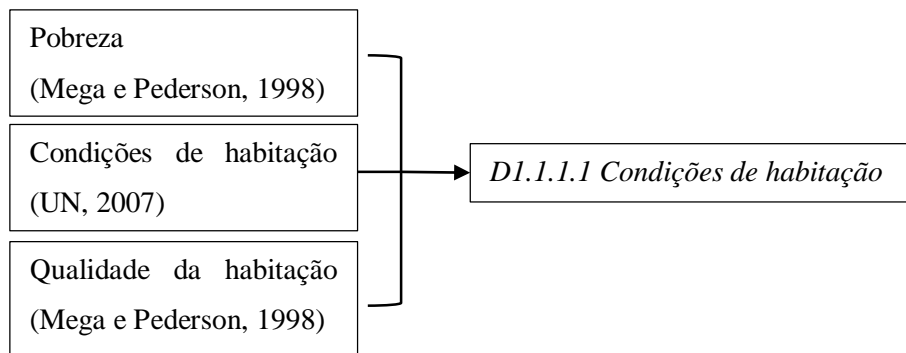 Pobreza
(Mega e Pederson, 1998)
Condições de habitação
(UN, 2007)
Qualidade da habitação
(Mega e Pederson, 1998)
D1.1.1.1 Condições de habitação